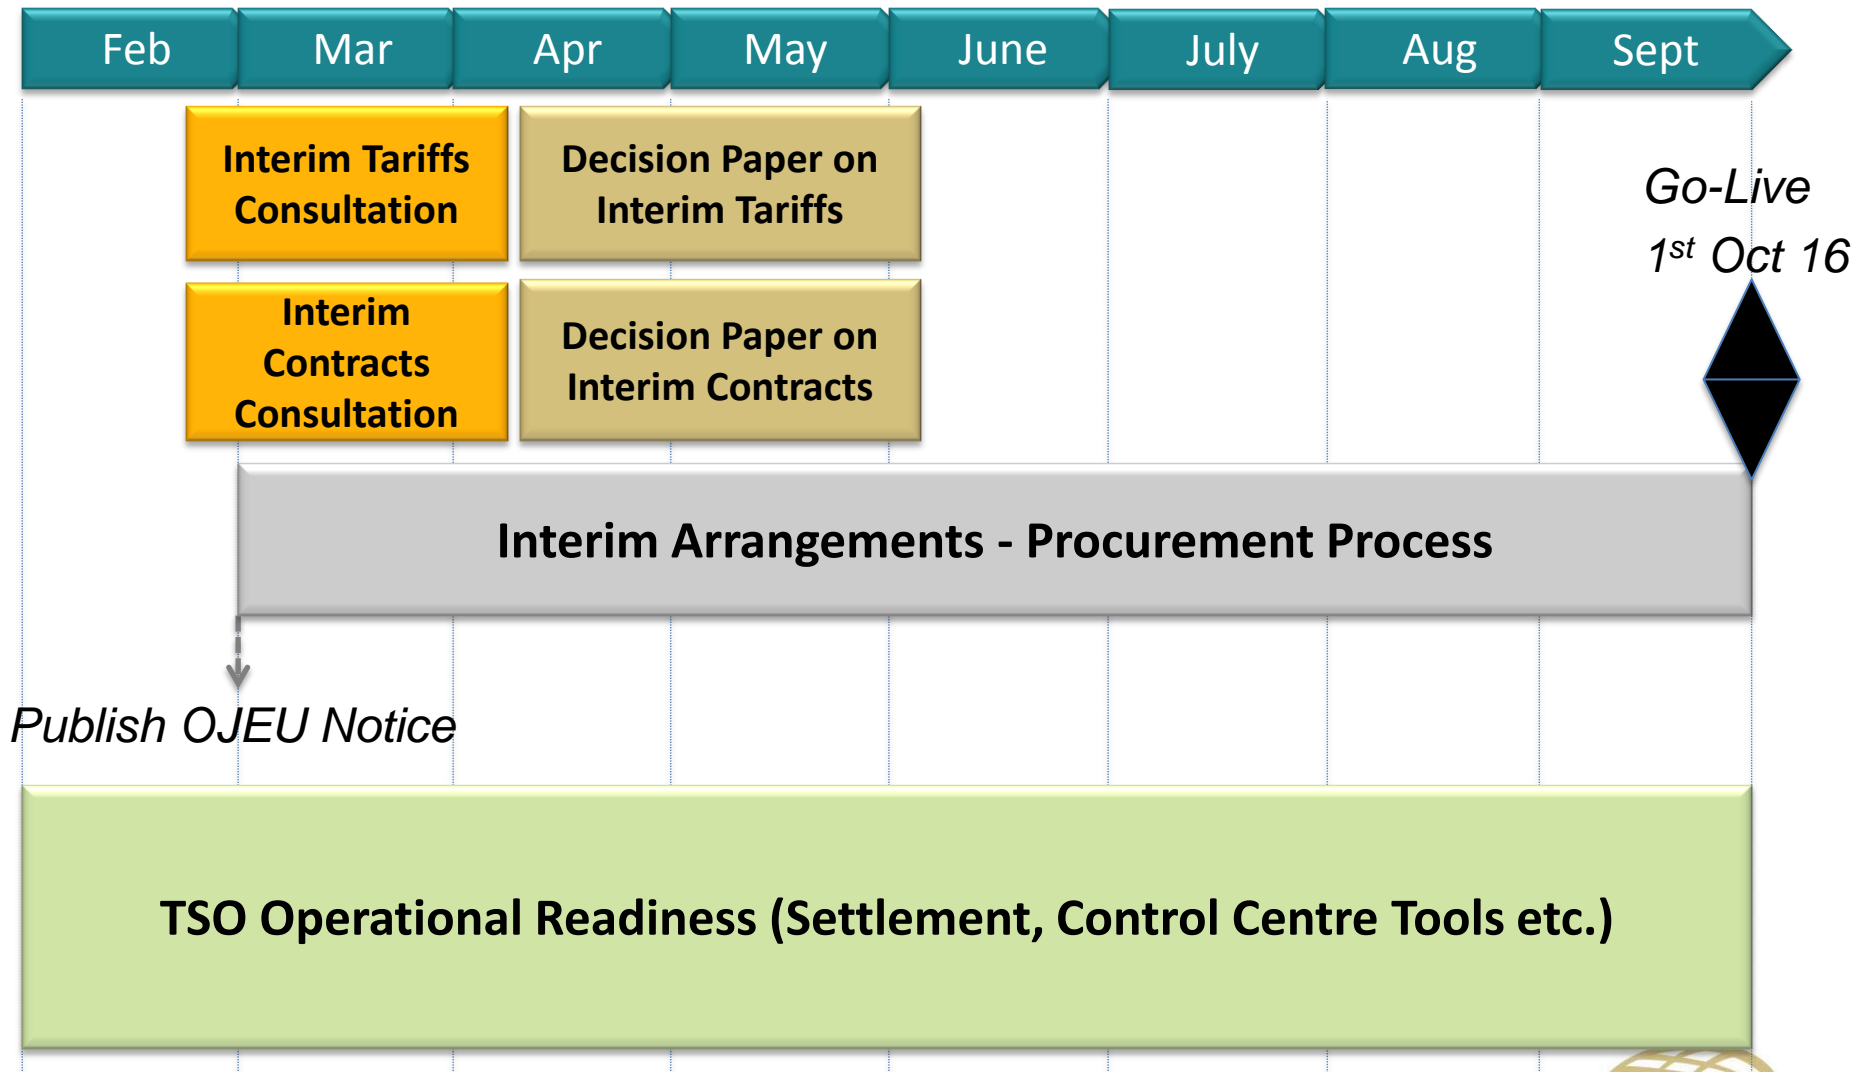 Feb Mar Apr May June July Aug Sept
Interim Tariffs
Consultation
Decision Paper on
Interim Tariffs
Go-Live
1st Oct 16
Interim
Contracts
Consultation
Decision Paper on
Interim Contracts
Interim Arrangements - Procurement Process
Publish OJEU Notice
TSO Operational Readiness (Settlement, Control Centre Tools etc.)